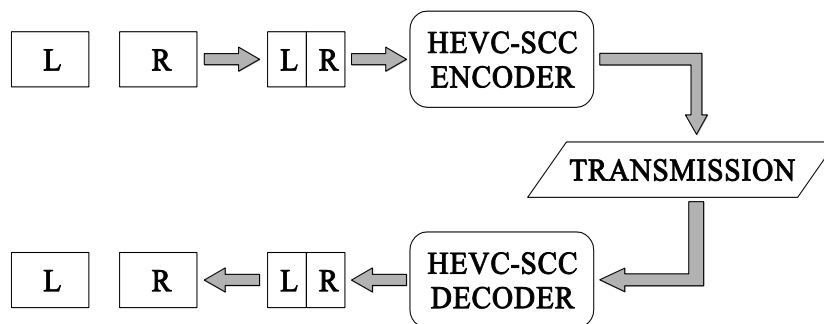 L R L R HEVC-SCC
ENCODER
TRANSMISSION
L R L R HEVC-SCC
DECODER